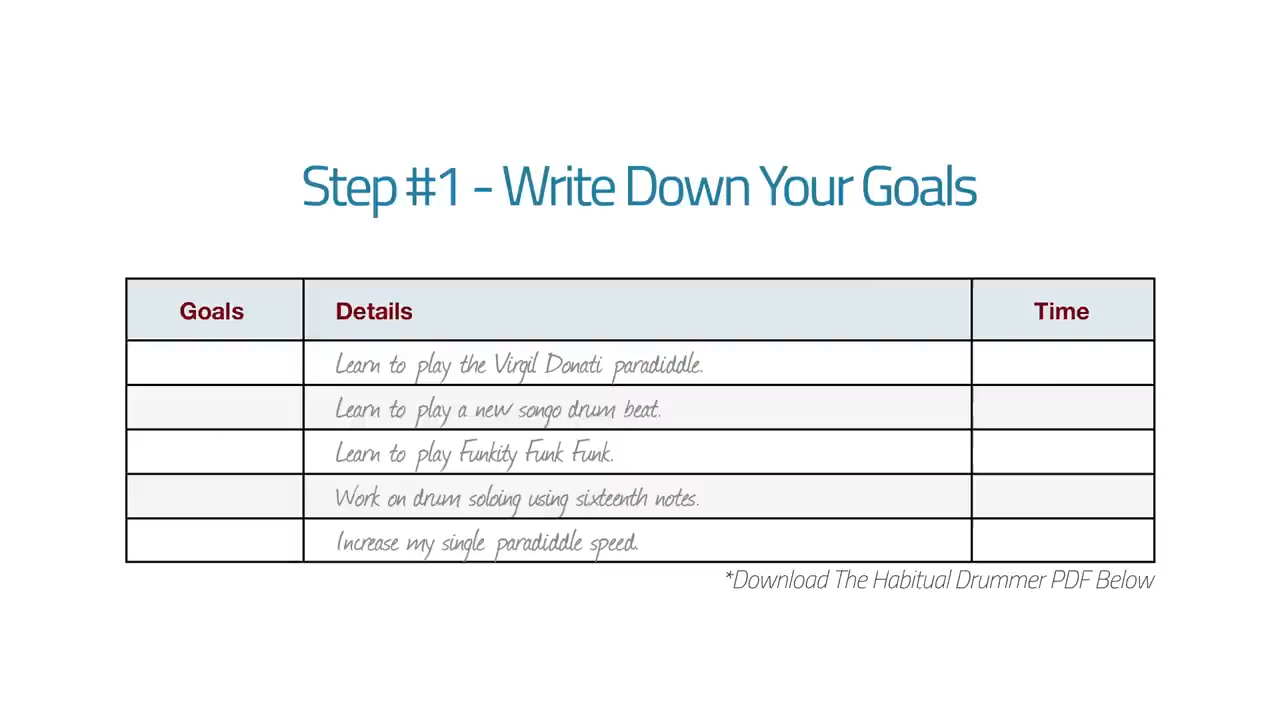 Step #1 - Write Down Your Goals
Goals Details Time
Learn to play the Virgil Donati paradiddle.
Learn to play a new songo drum beat.
Learn to play Funkity Funk Funk.
Work on drum soloing using sixteenth notes.
Increase my single paradiddle speed.
*Download The Habitual Drummer PDF Below